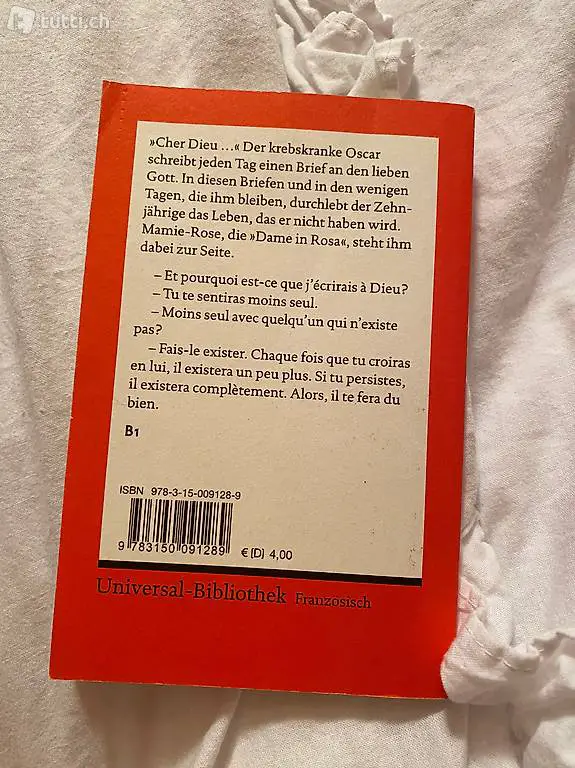 tutti.ch
»Cher Dieu ...« Der krebskranke Oscar
schreibt jeden Tag einen Brief an den lieben
Gott. In diesen Briefen und in den wenigen
Tagen, die ihm bleiben, durchlebt der Zehn-
jährige das Leben, das er nicht haben wird.
Mamie-Rose, die »Dame in Rosa«, steht ihm
dabei zur Seite.
– Et pourquoi est-ce que j'écrirais à Dieu?
– Tu te sentiras moins seul.
– Moins seul avec quelqu'un qui n'existe
pas?
– Fais-le exister. Chaque fois que tu croiras
en lui, il existera un peu plus. Si tu persistes,
il existera complètement. Alors, il te fera du
bien.
B1
ISBN 978-3-15-009128-9
9 783150 091289
€ [D] 4,00
Universal-Bibliothek Französisch